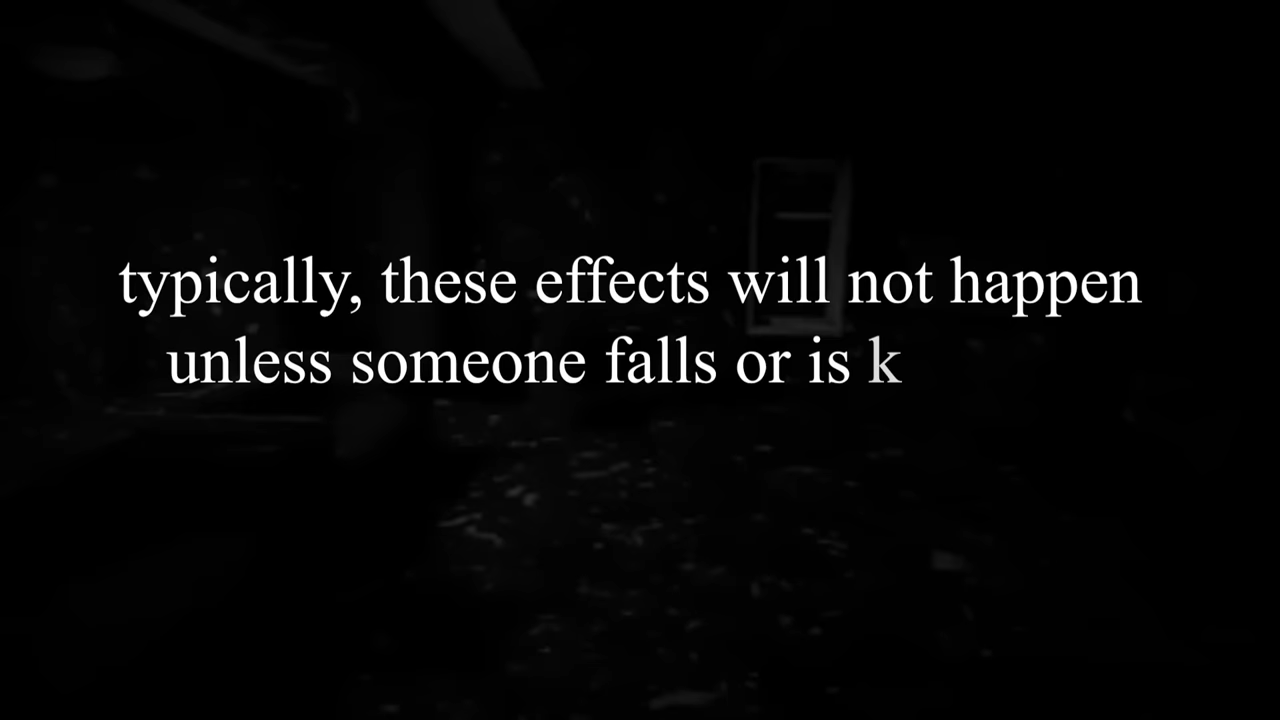 typically, these effects will not happen
unless someone falls or is k